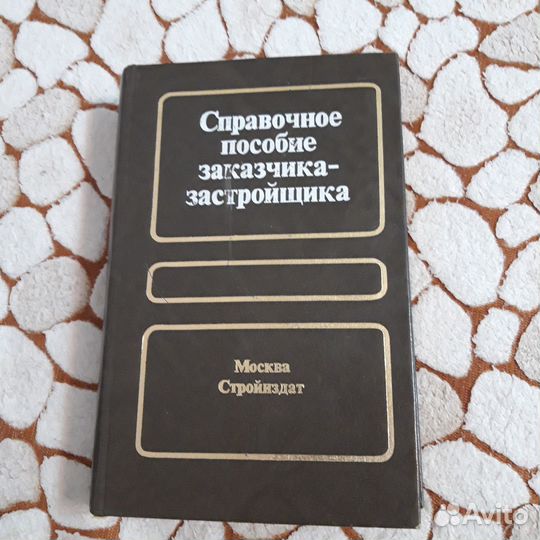 Справочное
пособие
заказчика-
застройщика
Москва
Стройиздат
Avito